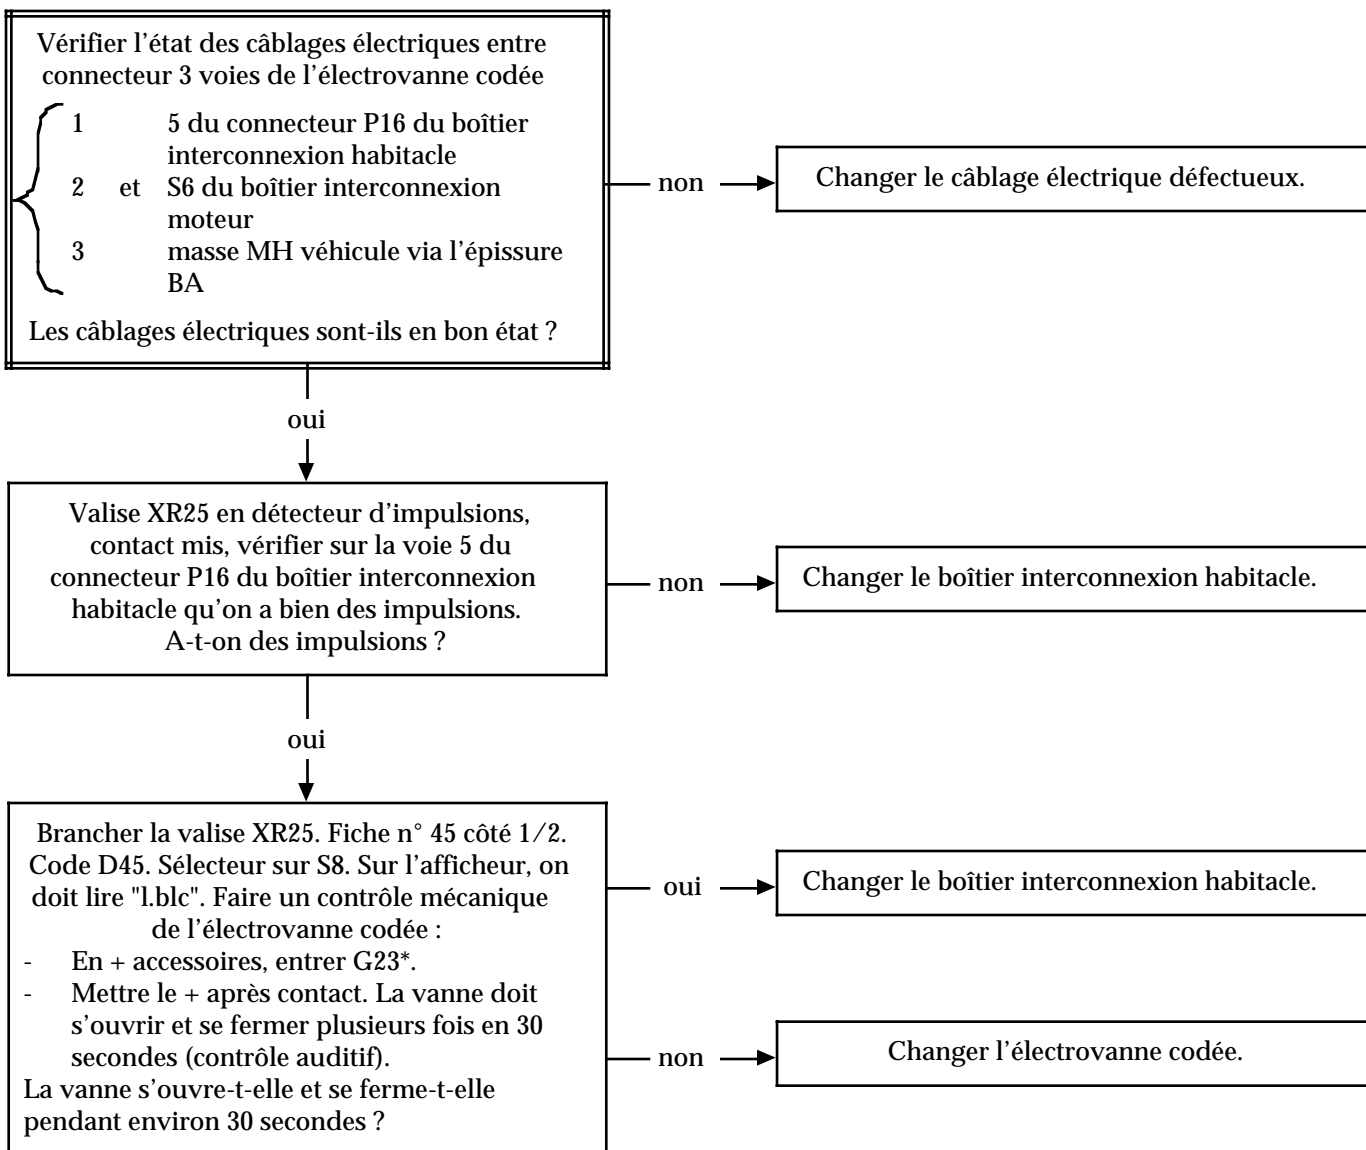 Vérifier l'état des câblages électriques entre
connecteur 3 voies de l'électrovanne codée
1 5 du connecteur P16 du boîtier
interconnexion habitacle
2 et S6 du boîtier interconnexion
moteur
3 masse MH véhicule via l'épissure
BA
Les câblages électriques sont-ils en bon état ?
non
Changer le câblage électrique défectueux.
oui
Valise XR25 en détecteur d'impulsions,
contact mis, vérifier sur la voie 5 du
connecteur P16 du boîtier interconnexion
habitacle qu'on a bien des impulsions.
A-t-on des impulsions ?
non
Changer le boîtier interconnexion habitacle.
oui
Brancher la valise XR25. Fiche n° 45 côté 1/2.
Code D45. Sélecteur sur S8. Sur l'afficheur, on
doit lire "l.blc". Faire un contrôle mécanique
de l'électrovanne codée :
- En + accessoires, entrer G23*.
- Mettre le + après contact. La vanne doit
s'ouvrir et se fermer plusieurs fois en 30
secondes (contrôle auditif).
La vanne s'ouvre-t-elle et se ferme-t-elle
pendant environ 30 secondes ?
oui
Changer le boîtier interconnexion habitacle.
non
Changer l'électrovanne codée.